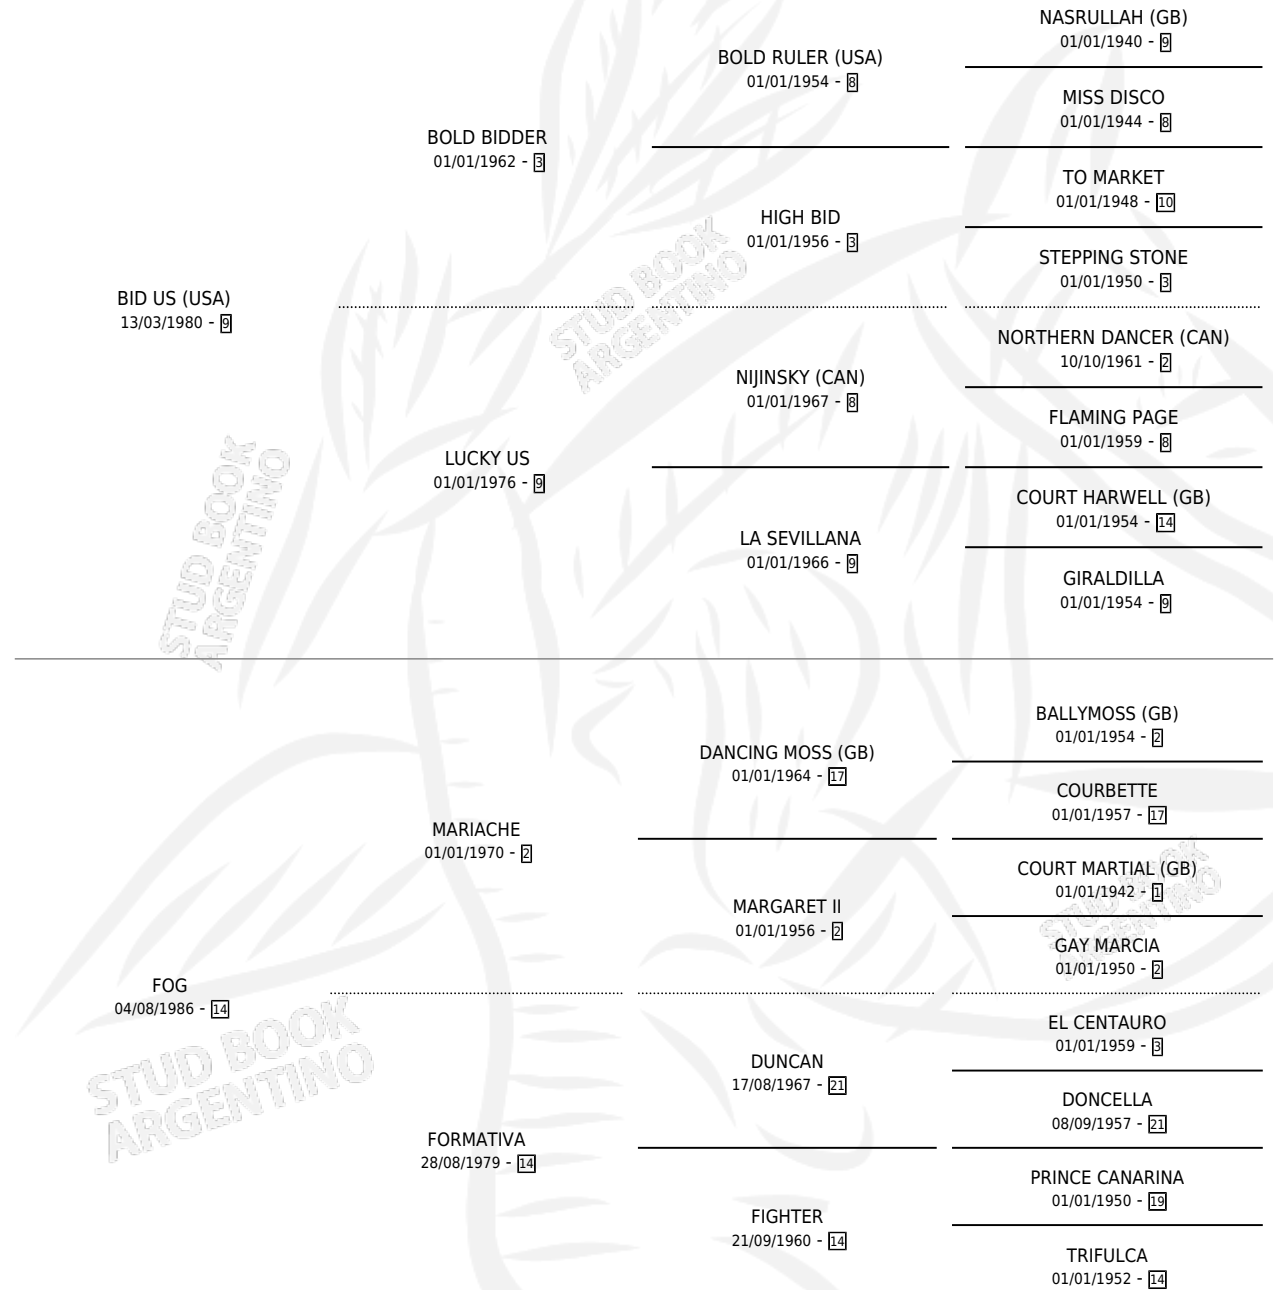 NASRULLAH (GB)
01/01/1940 - 9
BOLD RULER (USA)
01/01/1954 - 8
MISS DISCO
01/01/1944 - 8
BOLD BIDDER
01/01/1962 - 3
TO MARKET
01/01/1948 - 10
HIGH BID
01/01/1956 - 3
STEPPING STONE
01/01/1950 - 3
BID US (USA)
13/03/1980 - 9
NORTHERN DANCER (CAN)
10/10/1961 - 2
NIJINSKY (CAN)
01/01/1967 - 8
FLAMING PAGE
01/01/1959 - 8
LUCKY US
01/01/1976 - 9
COURT HARWELL (GB)
01/01/1954 - 14
LA SEVILLANA
01/01/1966 - 9
GIRALDILLA
01/01/1954 - 9
BALLYMOSS (GB)
01/01/1954 - 2
DANCING MOSS (GB)
01/01/1964 - 17
COURBETTE
01/01/1957 - 17
MARIACHE
01/01/1970 - 2
COURT MARTIAL (GB)
01/01/1942 - 1
MARGARET II
01/01/1956 - 2
GAY MARCIA
01/01/1950 - 2
FOG
04/08/1986 - 14
EL CENTAURO
01/01/1959 - 3
DUNCAN
17/08/1967 - 21
DONCELLA
08/09/1957 - 21
FORMATIVA
28/08/1979 - 14
PRINCE CANARINA
01/01/1950 - 19
FIGHTER
21/09/1960 - 14
TRIFULCA
01/01/1952 - 14
STUD BOOK
ARGENTINO
STUD BOOK
ARGENTINO
STUD BOOK
ARGENTINO
STUD BOOK
ARGENTINO